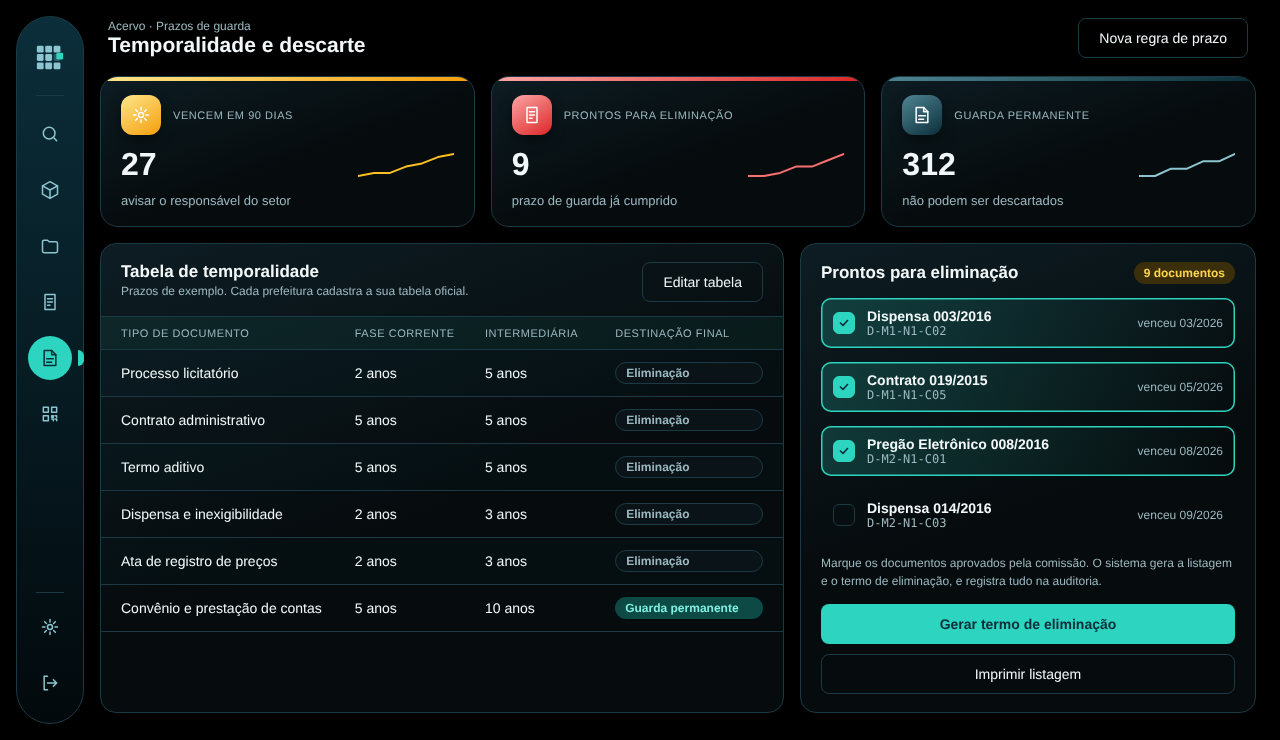 Acervo · Prazos de guarda
Temporalidade e descarte
Nova regra de prazo
VENCEM EM 90 DIAS
27
avisar o responsável do setor
PRONTOS PARA ELIMINAÇÃO
9
prazo de guarda já cumprido
GUARDA PERMANENTE
312
não podem ser descartados
Tabela de temporalidade
Prazos de exemplo. Cada prefeitura cadastra a sua tabela oficial.
Editar tabela
TIPO DE DOCUMENTO FASE CORRENTE INTERMEDIÁRIA DESTINAÇÃO FINAL
Processo licitatório 2 anos 5 anos Eliminação
Contrato administrativo 5 anos 5 anos Eliminação
Termo aditivo 5 anos 5 anos Eliminação
Dispensa e inexigibilidade 2 anos 3 anos Eliminação
Ata de registro de preços 2 anos 3 anos Eliminação
Convênio e prestação de contas 5 anos 10 anos Guarda permanente
Prontos para eliminação 9 documentos
Dispensa 003/2016
D-M1-N1-C02
venceu 03/2026
Contrato 019/2015
D-M1-N1-C05
venceu 05/2026
Pregão Eletrônico 008/2016
D-M2-N1-C01
venceu 08/2026
Dispensa 014/2016
D-M2-N1-C03
venceu 09/2026
Marque os documentos aprovados pela comissão. O sistema gera a listagem
e o termo de eliminação, e registra tudo na auditoria.
Gerar termo de eliminação
Imprimir listagem